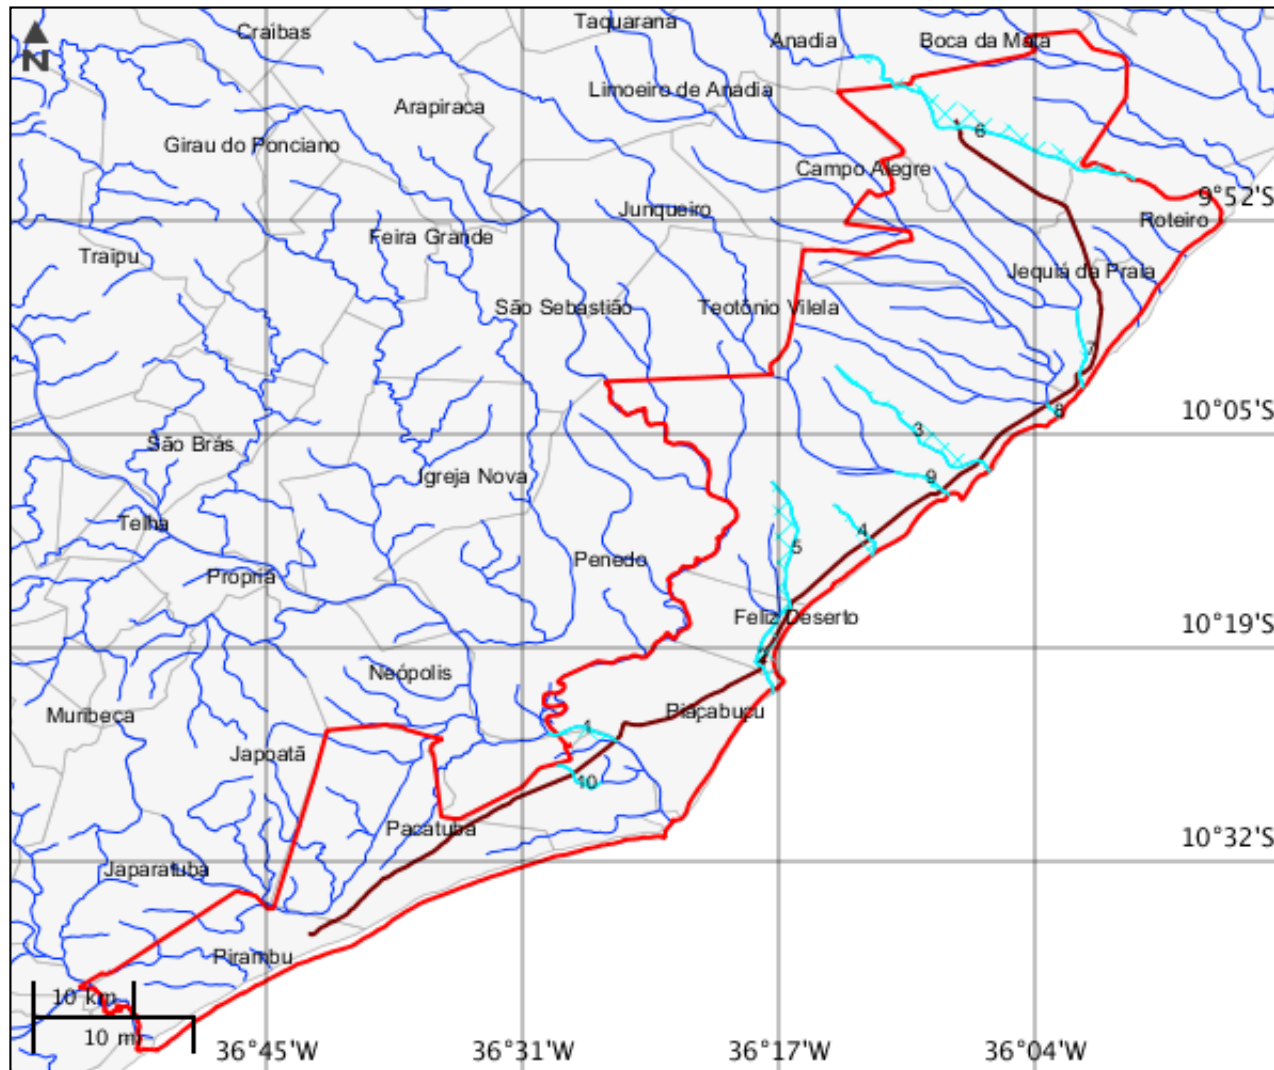 Craibas
Taquarana
Anadia
Boca da Mata
N
Limoeiro de Anadia
Arapiraca
6
Girau do Ponciano
Campo Alegre
9°52'S
Junqueiro
Roteiro
Feira Grande
Traipu
Jequiá da Praia
São Sebastião
Teotônio Vilela
7
8
10°05'S
3
São Brás
Igreja Nova
9
Telha
4
5
Penedo
Propriá
Feliz Deserto
10°19'S
2
Neópolis
Muribeca
Piaçabuçu
1
Japoatã
10
Pacatuba
10°32'S
Japaratuba
Pirambu
10 km
10 m
36°45'W
36°31'W
36°17'W
36°04'W